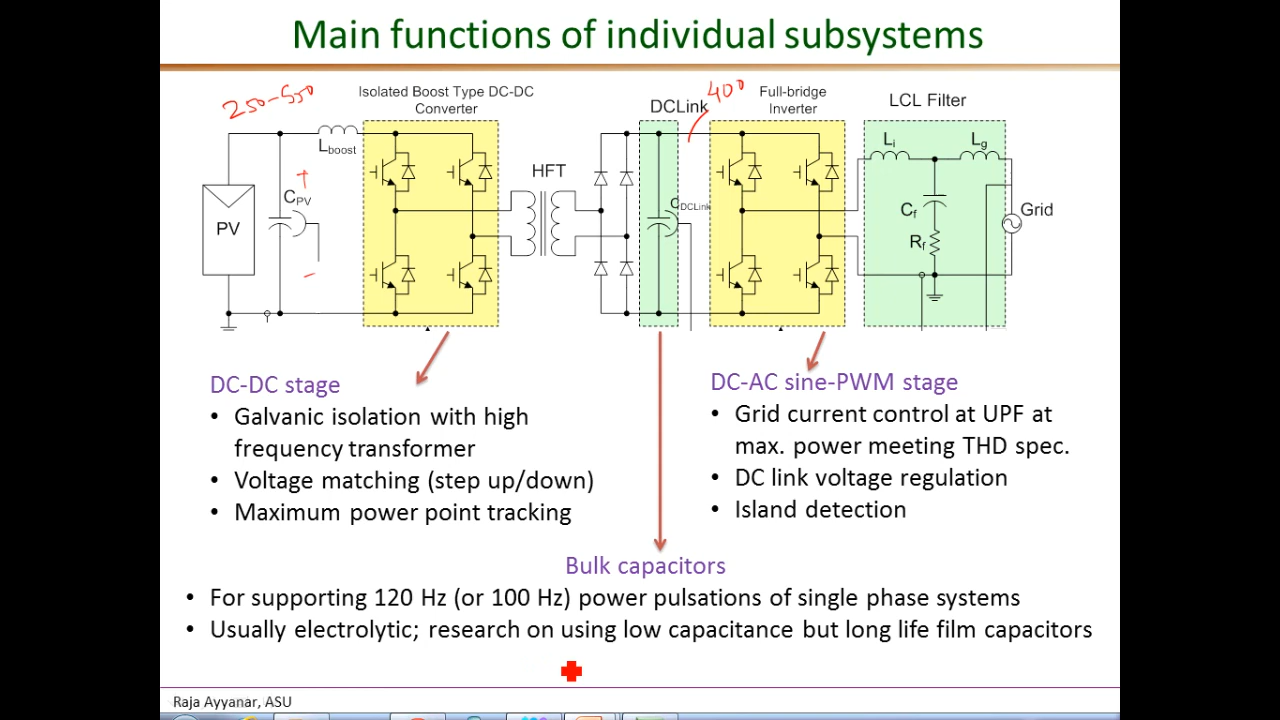 Main functions of individual subsystems
250-550
Isolated Boost Type DC-DC
Converter
DCLink
400
Full-bridge
Inverter
LCL Filter
Lboost
HFT
Li
Lg
+
CPV
CDCLink
PV
Cf
Grid
Rf
-
DC-DC stage
• Galvanic isolation with high
frequency transformer
• Voltage matching (step up/down)
• Maximum power point tracking
DC-AC sine-PWM stage
• Grid current control at UPF at
max. power meeting THD spec.
• DC link voltage regulation
• Island detection
Bulk capacitors
• For supporting 120 Hz (or 100 Hz) power pulsations of single phase systems
• Usually electrolytic; research on using low capacitance but long life film capacitors
Raja Ayyanar, ASU